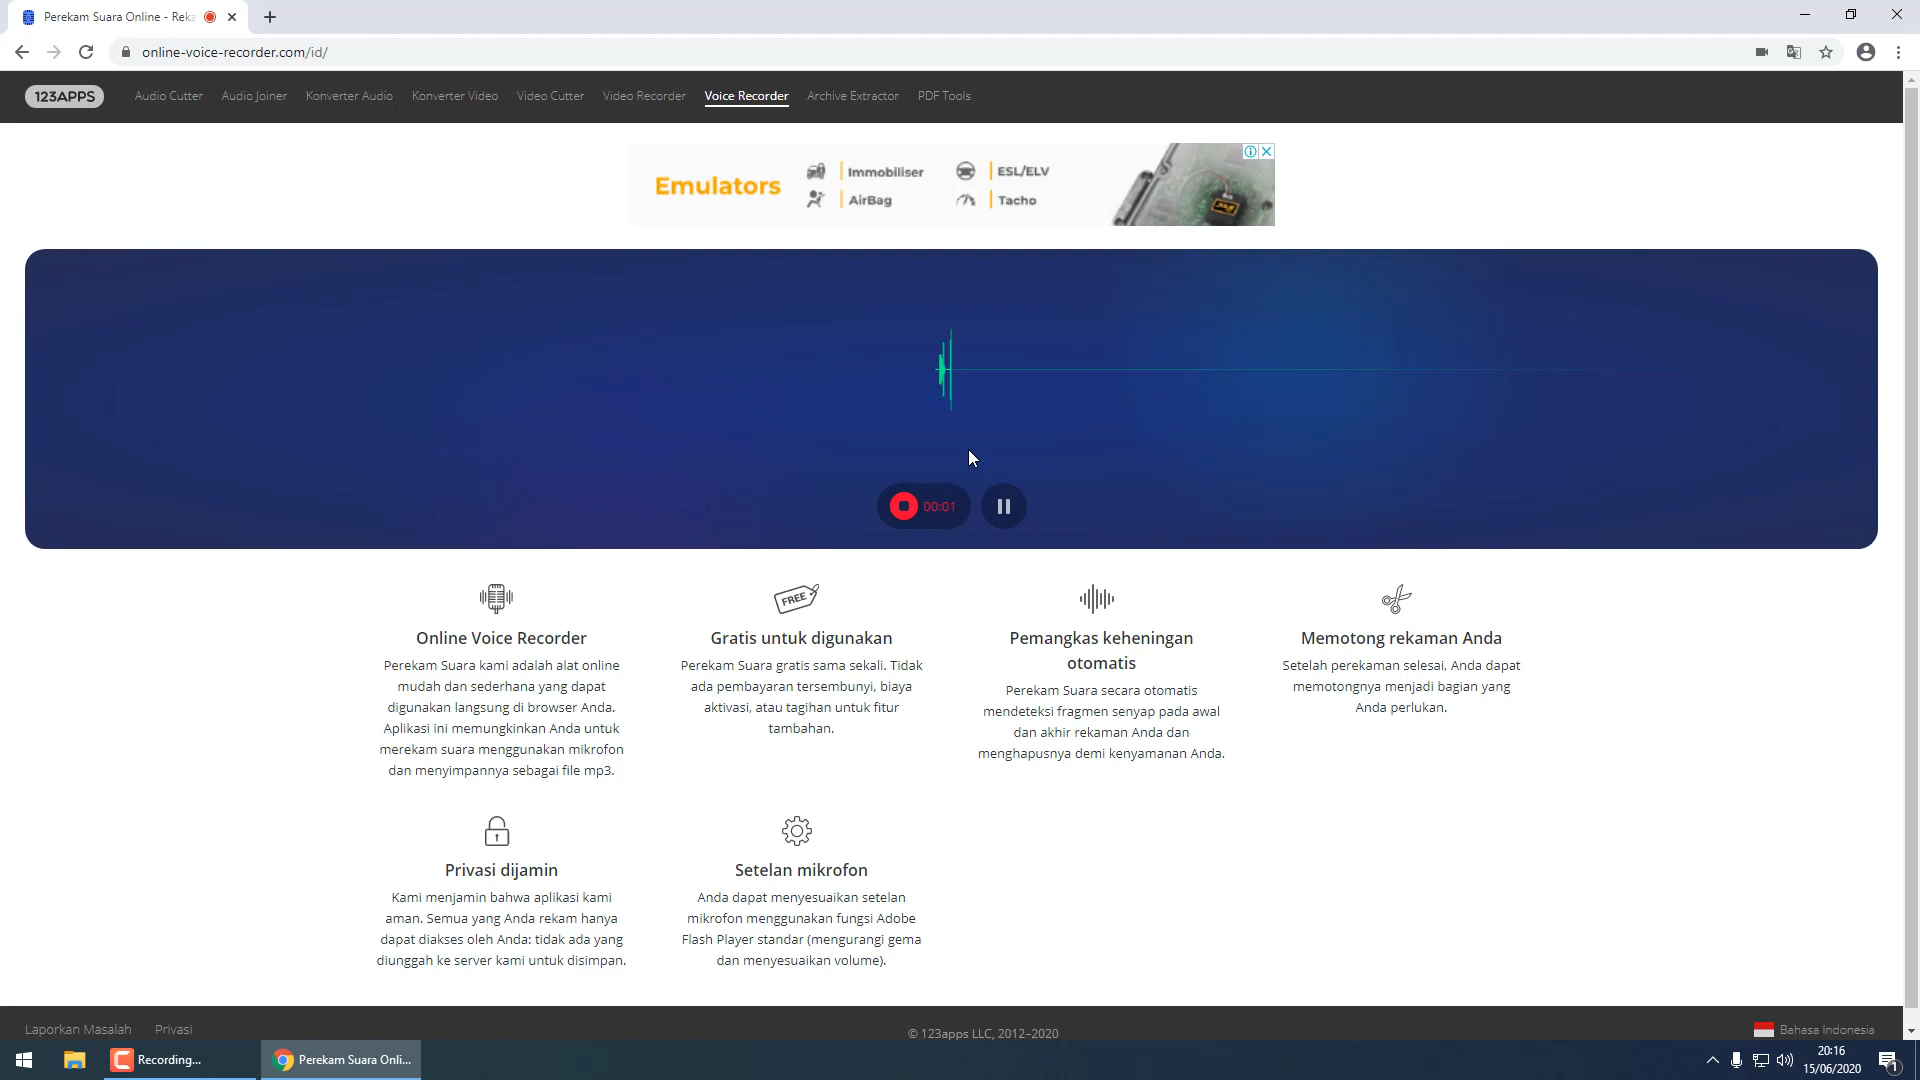 Perekam Suara Online - Reka
online-voice-recorder.com/id/
123APPS Audio Cutter Audio Joiner Konverter Audio Konverter Video Video Cutter Video Recorder Voice Recorder Archive Extractor PDF Tools
Emulators
Immobiliser ESL/ELV
AirBag Tacho
00:01
FREE
Online Voice Recorder
Perekam Suara kami adalah alat online
mudah dan sederhana yang dapat
digunakan langsung di browser Anda.
Aplikasi ini memungkinkan Anda untuk
merekam suara menggunakan mikrofon
dan menyimpannya sebagai file mp3.
Gratis untuk digunakan
Perekam Suara gratis sama sekali. Tidak
ada pembayaran tersembunyi, biaya
aktivasi, atau tagihan untuk fitur
tambahan.
Pemangkas keheningan
otomatis
Perekam Suara secara otomatis
mendeteksi fragmen senyap pada awal
dan akhir rekaman Anda dan
menghapusnya demi kenyamanan Anda.
Memotong rekaman Anda
Setelah perekaman selesai, Anda dapat
memotongnya menjadi bagian yang
Anda perlukan.
Privasi dijamin
Kami menjamin bahwa aplikasi kami
aman. Semua yang Anda rekam hanya
dapat diakses oleh Anda: tidak ada yang
diunggah ke server kami untuk disimpan.
Setelan mikrofon
Anda dapat menyesuaikan setelan
mikrofon menggunakan fungsi Adobe
Flash Player standar (mengurangi gema
dan menyesuaikan volume).
Laporkan Masalah Privasi
© 123apps LLC, 2012–2020
Bahasa Indonesia
Recording...
Perekam Suara Onli...
20:16
15/06/2020
1